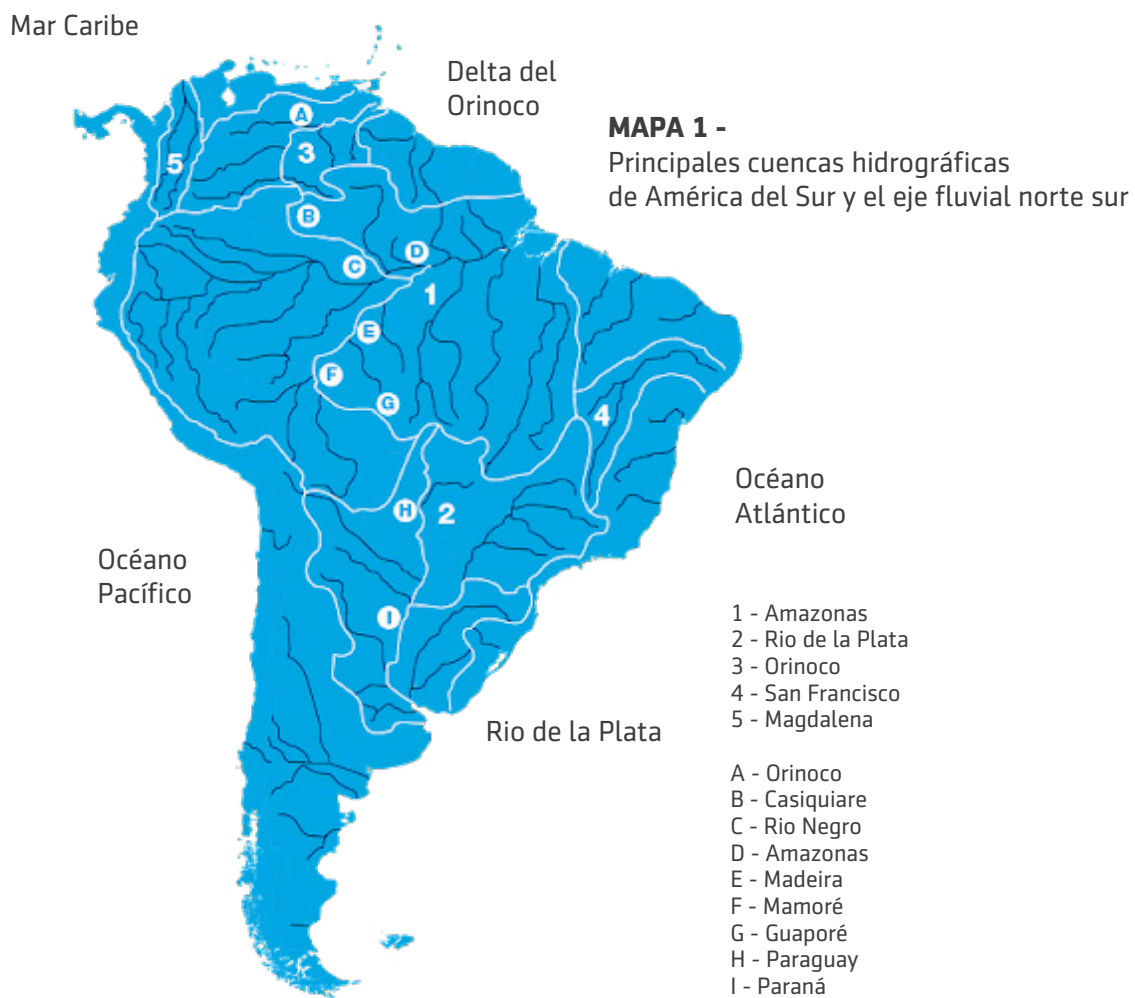 Mar Caribe
Delta del
Orinoco
MAPA 1 -
Principales cuencas hidrográficas
de América del Sur y el eje fluvial norte sur
A
3
5
B
D
C
1
E
F
G
4
H
2
I
Océano
Atlántico
Océano
Pacífico
Rio de la Plata
1 - Amazonas
2 - Rio de la Plata
3 - Orinoco
4 - San Francisco
5 - Magdalena
A - Orinoco
B - Casiquiare
C - Rio Negro
D - Amazonas
E - Madeira
F - Mamoré
G - Guaporé
H - Paraguay
I - Paraná